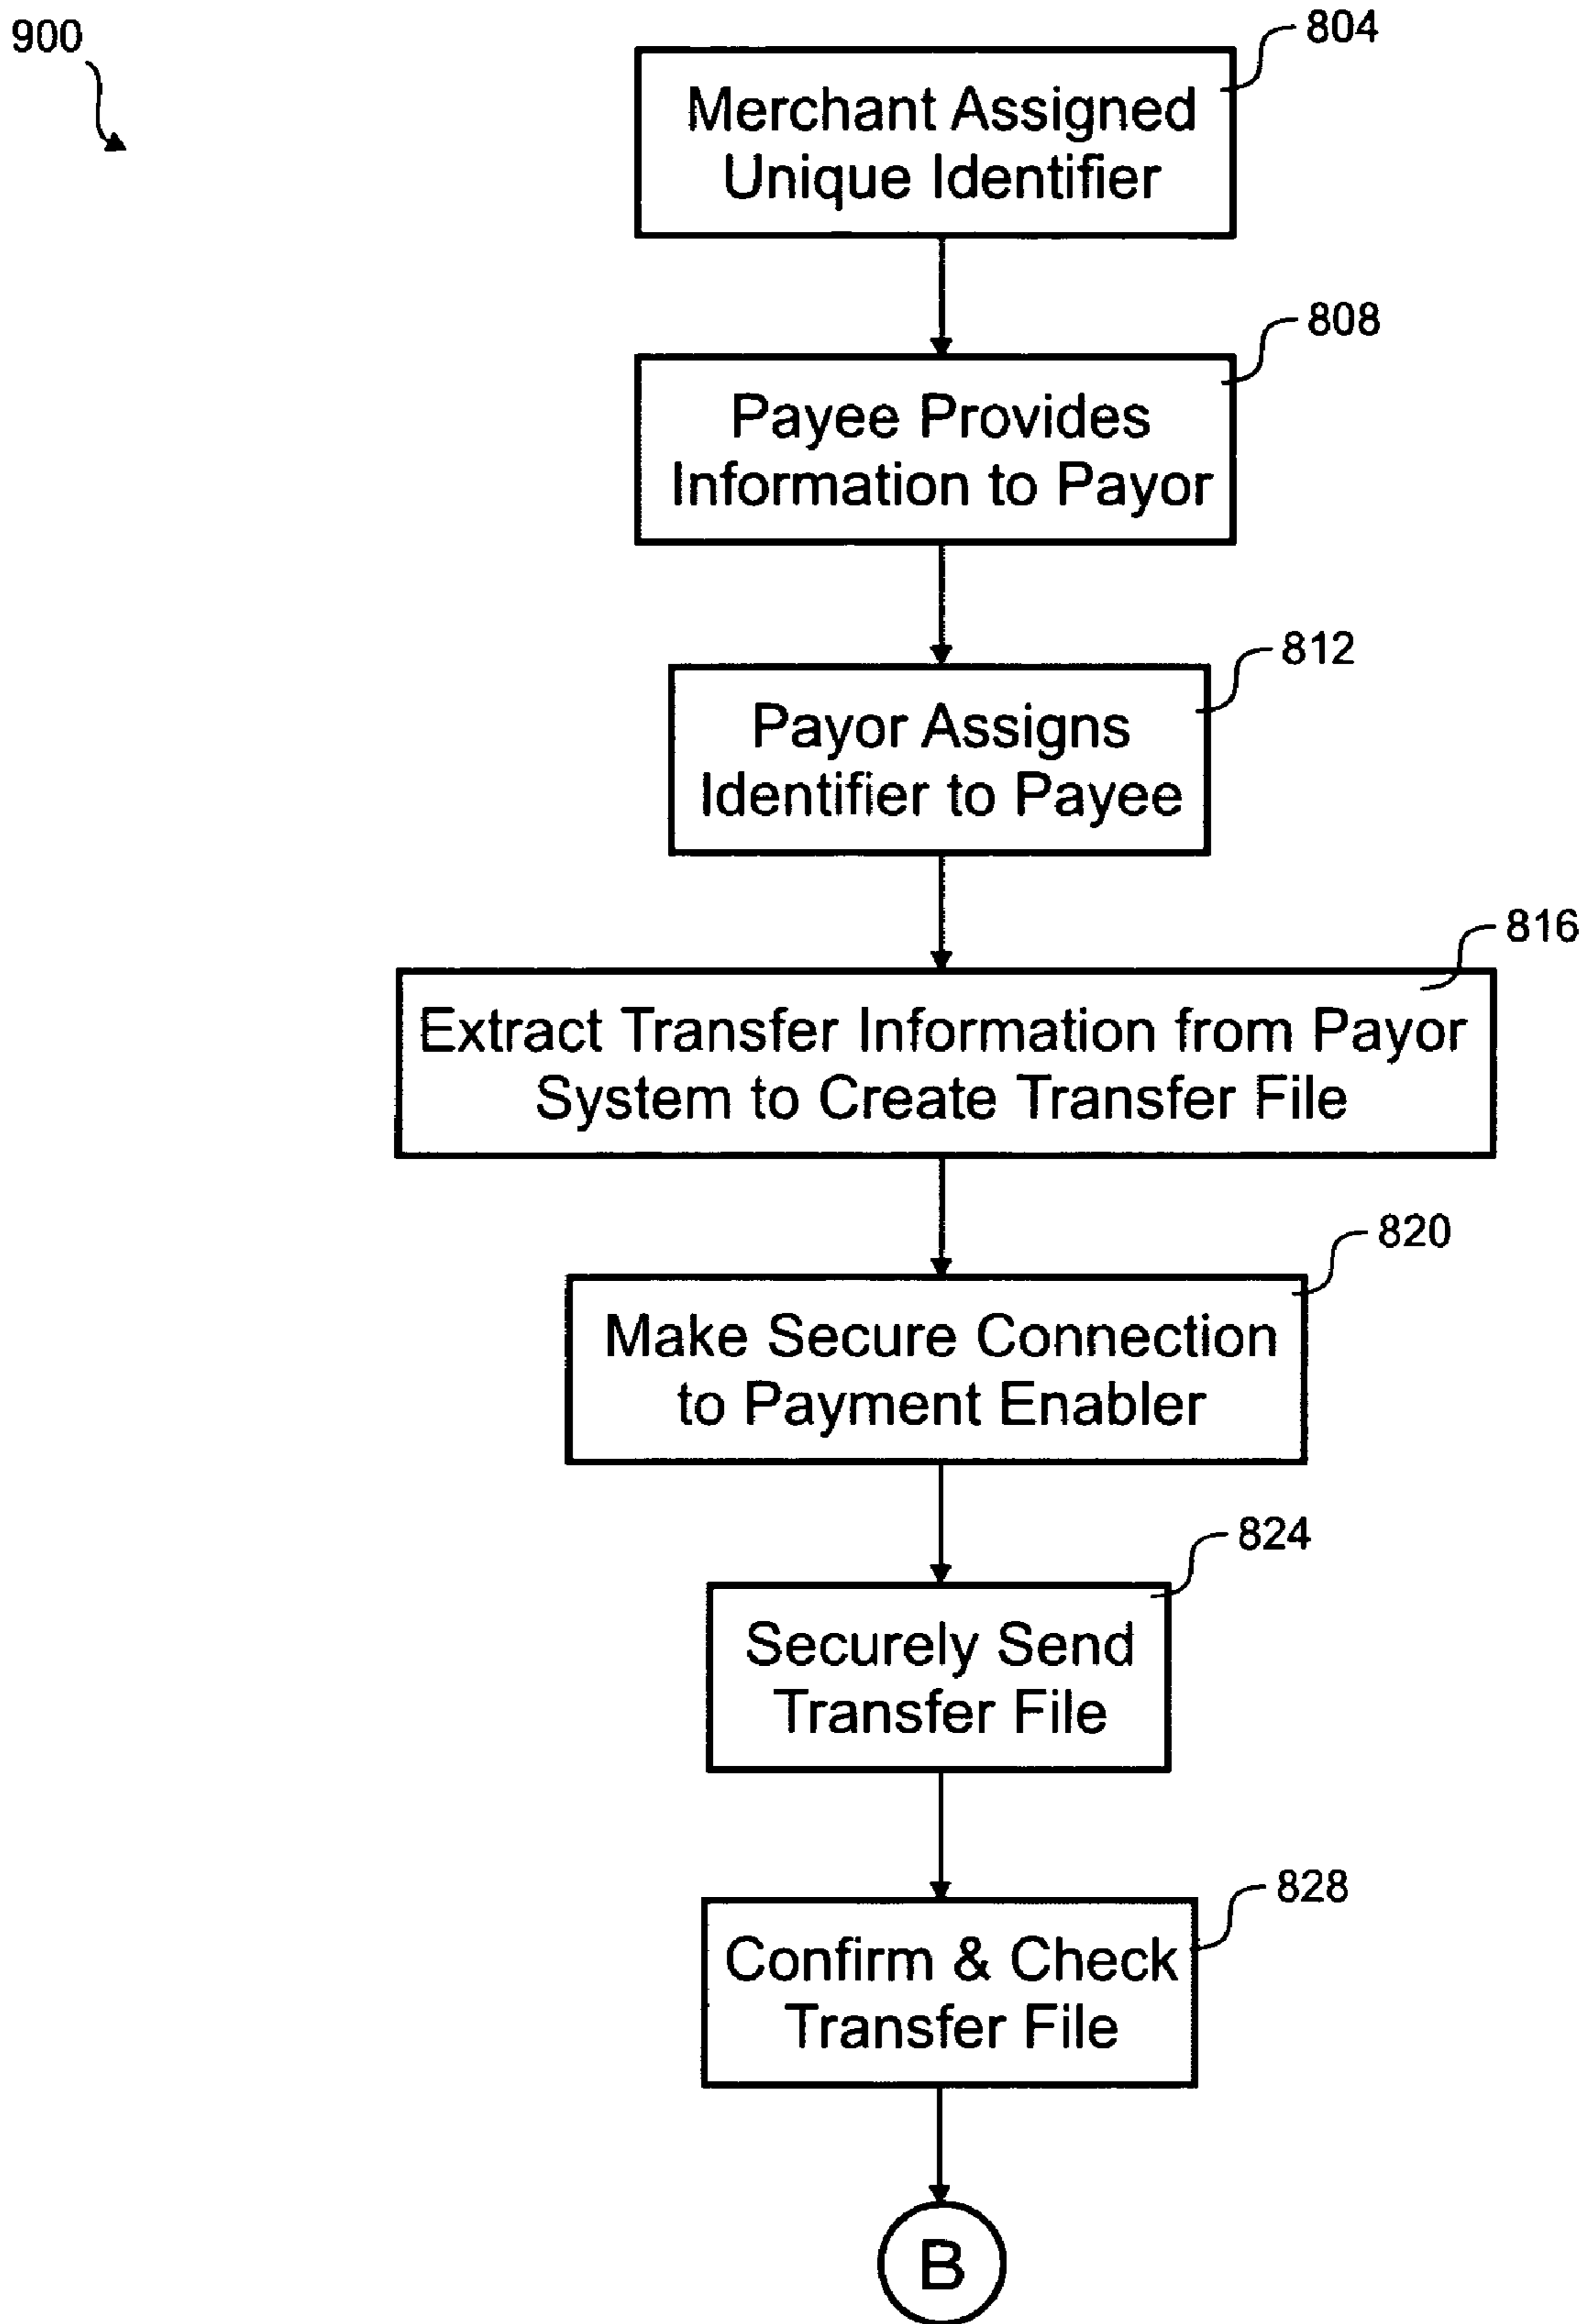 900
804
Merchant Assigned
Unique Identifier
808
Payee Provides
Information to Payor
812
Payor Assigns
Identifier to Payee
816
Extract Transfer Information from Payor
System to Create Transfer File
820
Make Secure Connection
to Payment Enabler
824
Securely Send
Transfer File
828
Confirm & Check
Transfer File
B